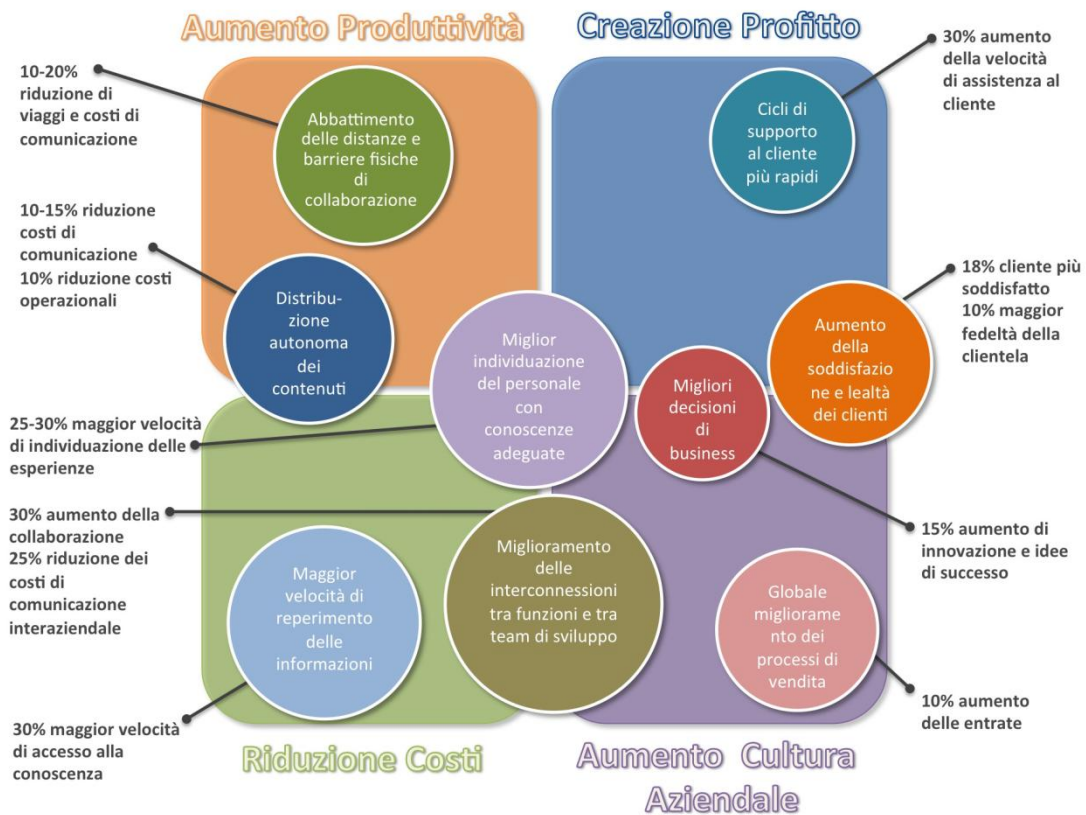 Aumento Produttività
Creazione Profitto
10-20%
riduzione di
viaggi e costi di
comunicazione
Abbattimento
delle distanze e
barriere fisiche
di
collaborazione
Cicli di
supporto
al cliente
più rapidi
30% aumento
della velocità
di assistenza al
cliente
10-15% riduzione
costi di
comunicazione
10% riduzione costi
operazionali
Distribu-
zione
autonoma
dei
contenuti
Miglior
individuazione
del personale
con
conoscenze
adeguate
Migliori
decisioni
di
business
Aumento
della
soddisfazio
ne e lealtà
dei clienti
18% cliente più
soddisfatto
10% maggior
fedeltà della
clientela
25-30% maggior velocità
di individuazione delle
esperienze
30% aumento della
collaborazione
25% riduzione dei
costi di
comunicazione
interaziendale
Maggior
velocità di
reperimento
delle
informazioni
Miglioramento
delle
interconnessioni
tra funzioni e tra
team di sviluppo
Globale
migliorame
nto dei
processi di
vendita
15% aumento di
innovazione e idee
di successo
10% aumento
delle entrate
30% maggior velocità
di accesso alla
conoscenza
Riduzione Costi
Aumento Cultura
Aziendale